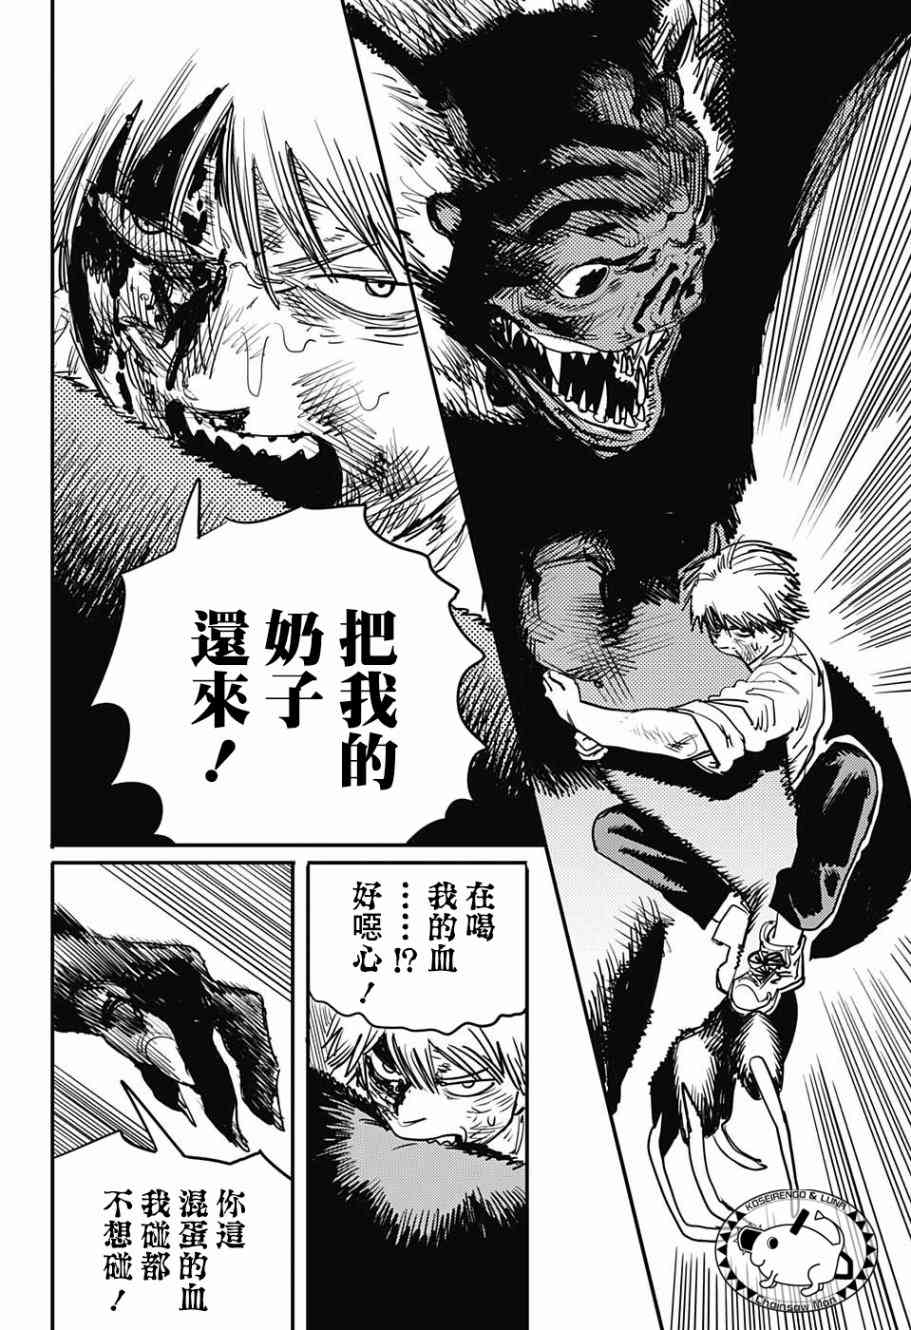 把我的
奶子
還來！
在喝
我的血
……⁉
好噁心！
你這
混蛋的血
我碰都
不想碰！
KOSEIRENGO & LUNA
Chainsaw Man